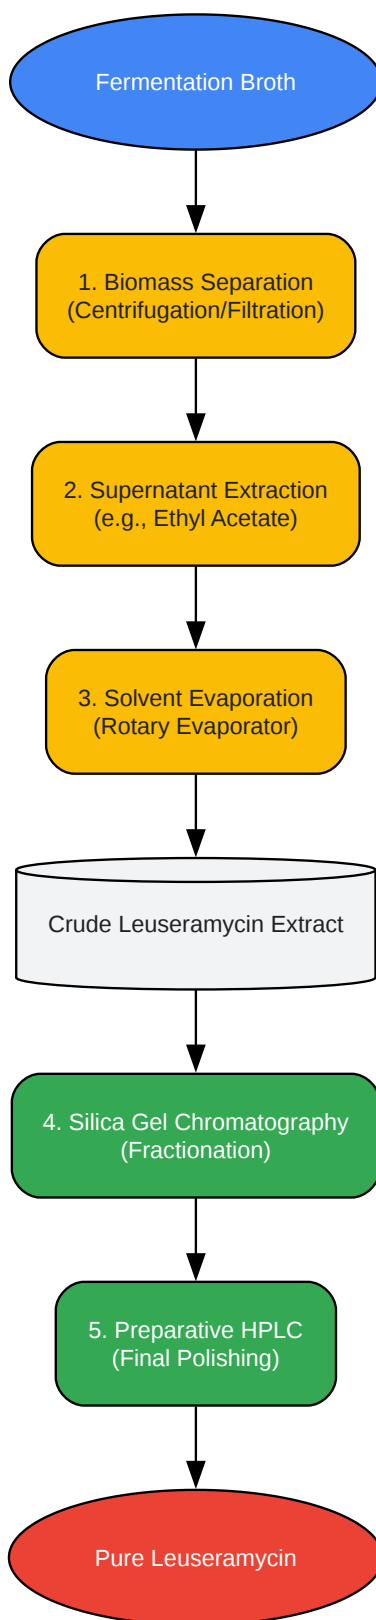 Fermentation Broth
1. Biomass Separation
(Centrifugation/Filtration)
2. Supernatant Extraction
(e.g., Ethyl Acetate)
3. Solvent Evaporation
(Rotary Evaporator)
Crude Leuseramycin Extract
4. Silica Gel Chromatography
(Fractionation)
5. Preparative HPLC
(Final Polishing)
Pure Leuseramycin